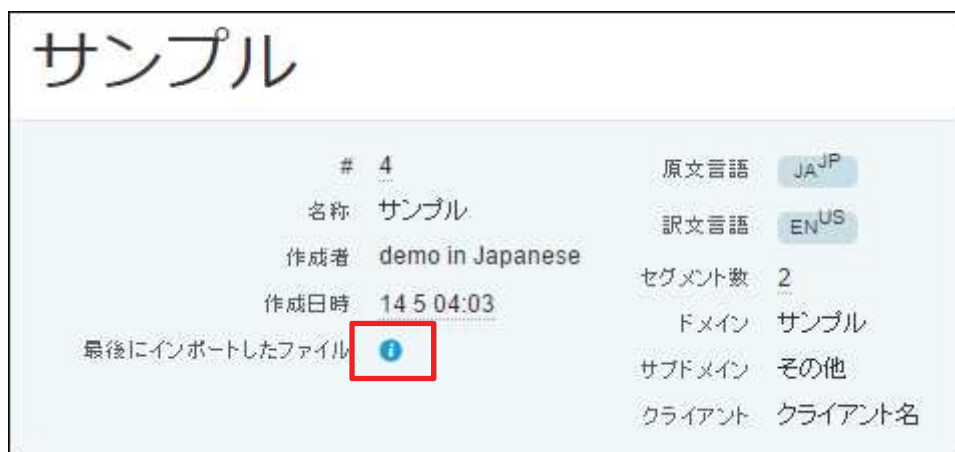 サンプル
# 4
名称 サンプル
作成者 demo in Japanese
作成日時 14 5 04:03
最後にインポートしたファイル i
原文言語 JA JP
訳文言語 EN US
セグメント数 2
ドメイン サンプル
サブドメイン その他
クライアント クライアント名